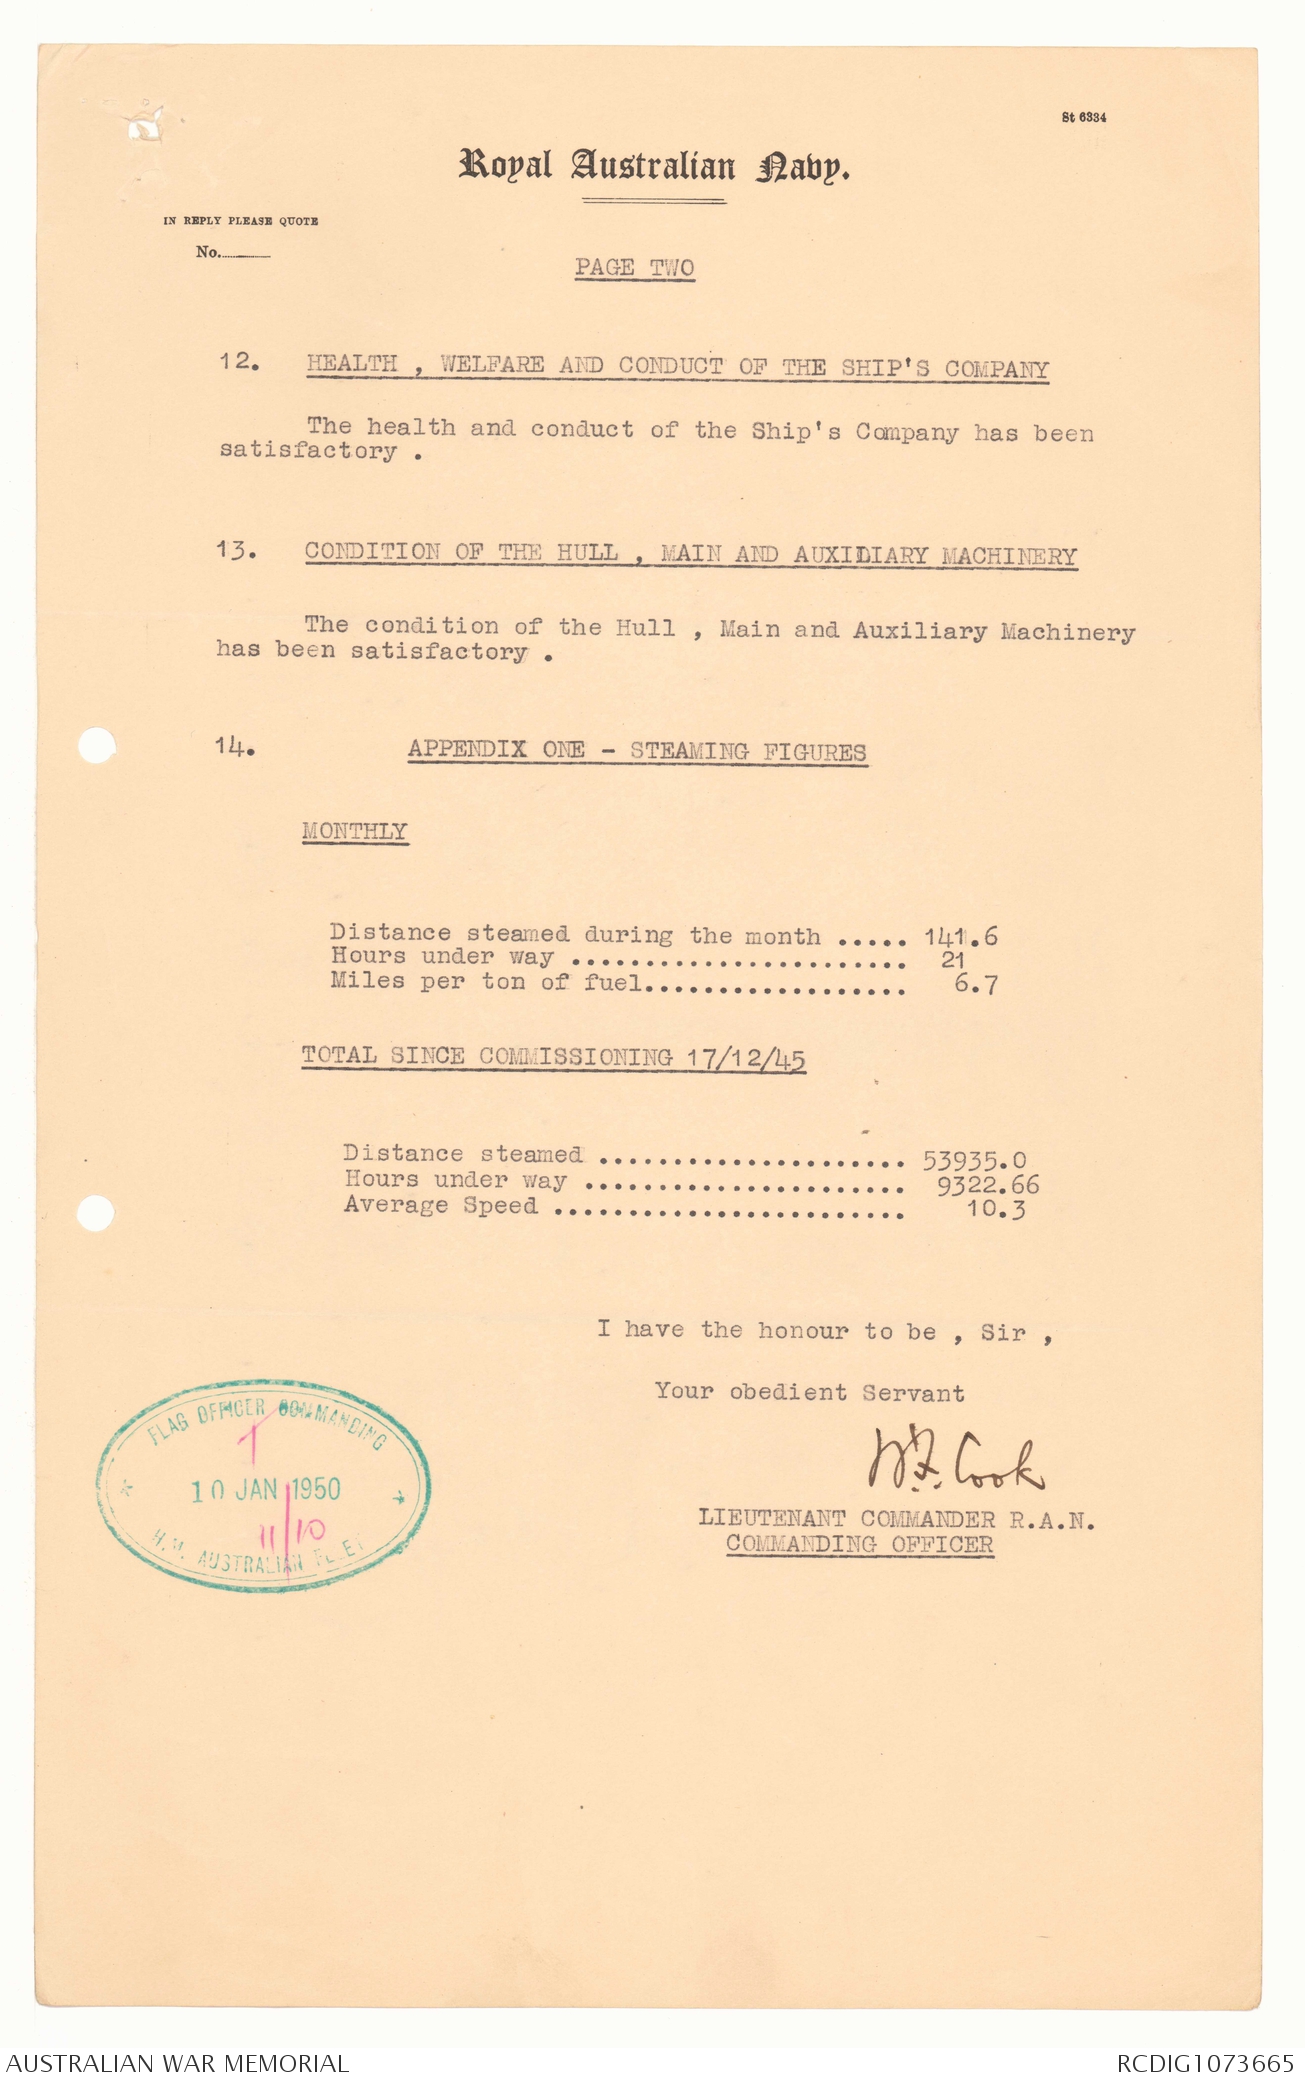 St 6334
Royal Australian Navy.
IN REPLY PLEASE QUOTE
No...........
PAGE TWO
12. HEALTH , WELFARE AND CONDUCT OF THE SHIP'S COMPANY
The health and conduct of the Ship's Company has been
satisfactory .
13. CONDITION OF THE HULL , MAIN AND AUXILIARY MACHINERY
The condition of the Hull , Main and Auxiliary Machinery
has been satisfactory .
14. APPENDIX ONE - STEAMING FIGURES
MONTHLY
Distance steamed during the month ..... 141.6
Hours under way ....................... 21
Miles per ton of fuel.................. 6.7
TOTAL SINCE COMMISSIONING 17/12/45
Distance steamed ..................... 53935.0
Hours under way ...................... 9322.66
Average Speed ........................ 10.3
I have the honour to be , Sir ,
Your obedient Servant
W.F. Cook
LIEUTENANT COMMANDER R.A.N.
COMMANDING OFFICER
FLAG OFFICER COMMANDING
10 JAN 1950
11/10
H.M. AUSTRALIAN FLEET
AUSTRALIAN WAR MEMORIAL
RCDIG1073665